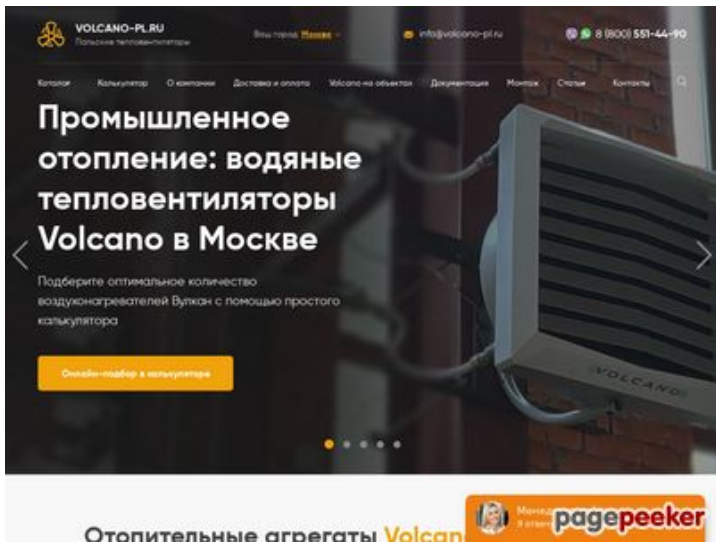 VOLCANO-PL.RU
Польские тепловентиляторы
Ваш город: Москва
info@volcano-pl.ru
8 (800) 551-44-90
Каталог Калькулятор О компании Доставка и оплата Volcano на объектах Документация Монтаж Статьи Контакты
Промышленное
отопление: водяные
тепловентиляторы
Volcano в Москве
Подберите оптимальное количество
воздухонагревателей Вулкан с помощью простого
калькулятора
Онлайн-подбор в калькуляторе
VOLCANO
Отопительные агрегаты Volcano
pagepeeker